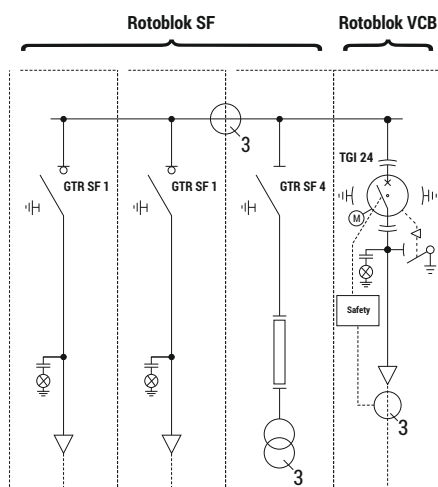 Rotoblok SF
Rotoblok VCB
3
TGI 24
GTR SF 1
GTR SF 1
GTR SF 4
M
Safety
3
3